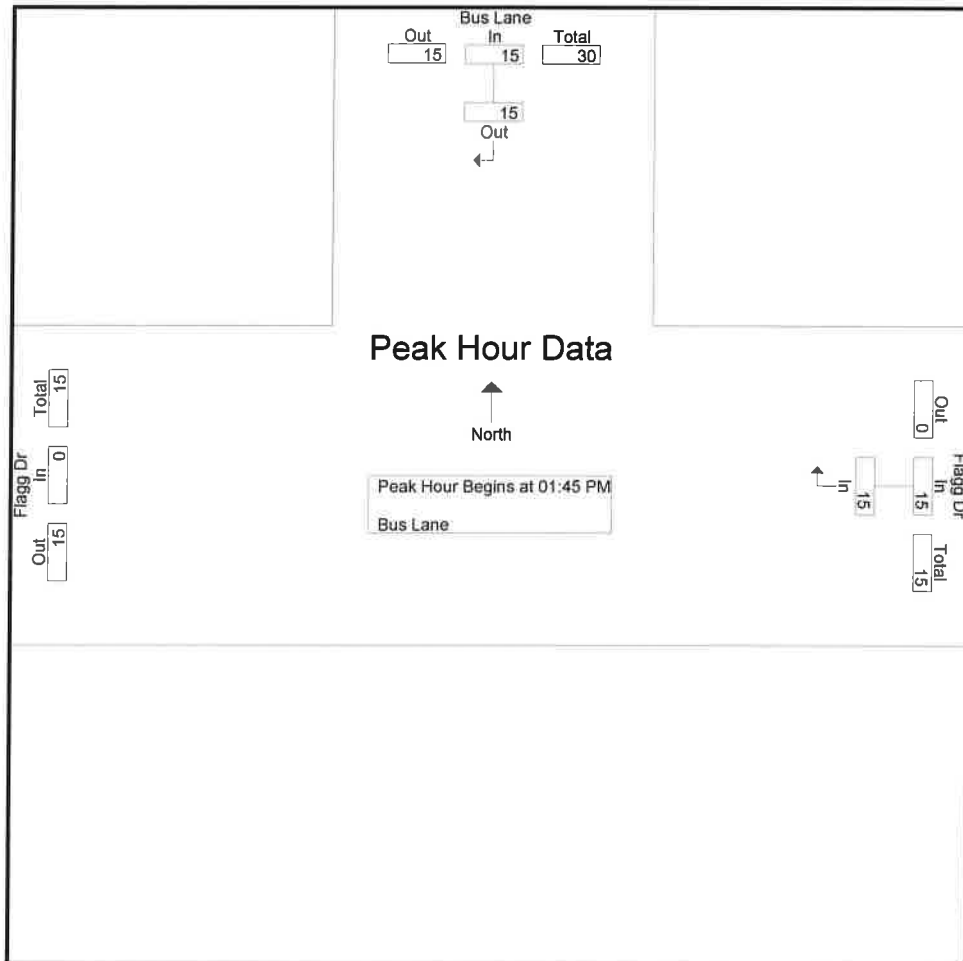 Bus Lane
Out In Total
15 15 30
15
Out
Peak Hour Data
North
Peak Hour Begins at 01:45 PM
Bus Lane
Flagg Dr
Total In Out
15 0 15
Flagg Dr
Out In Total
0 15 15
15
In